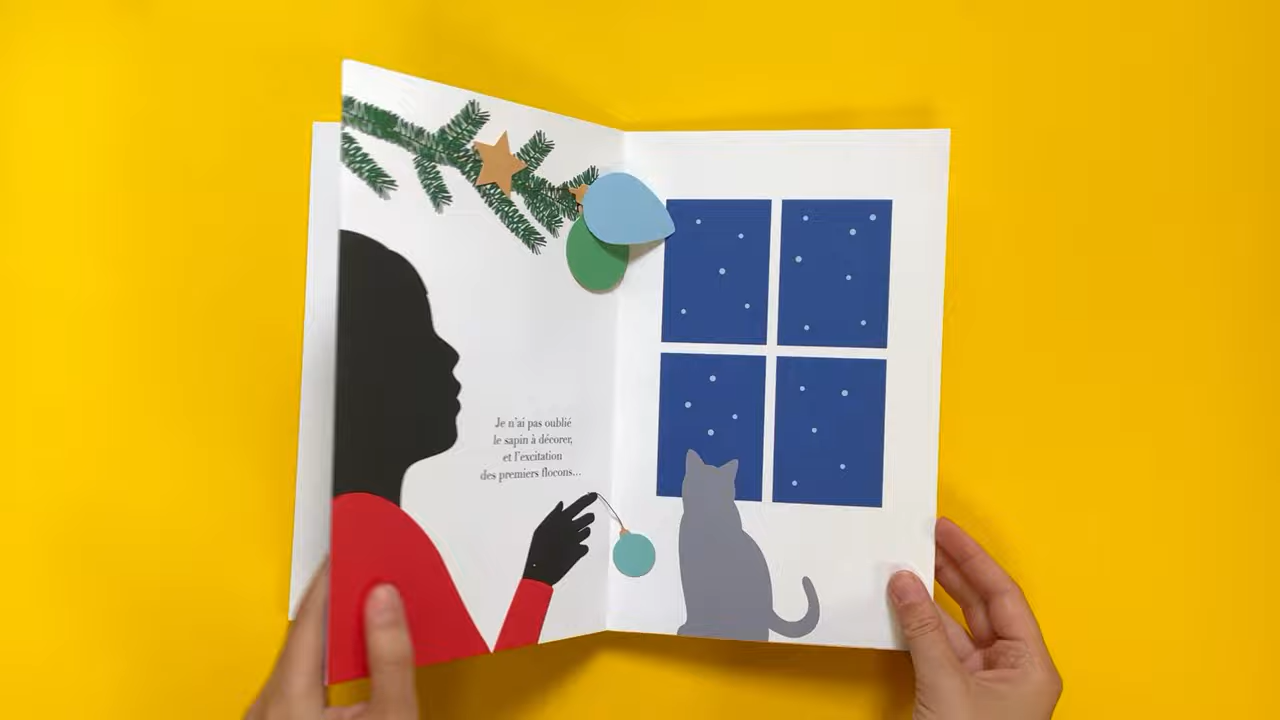 Je n'ai pas oublié
le sapin à décorer,
et l'excitation
des premiers flocons...